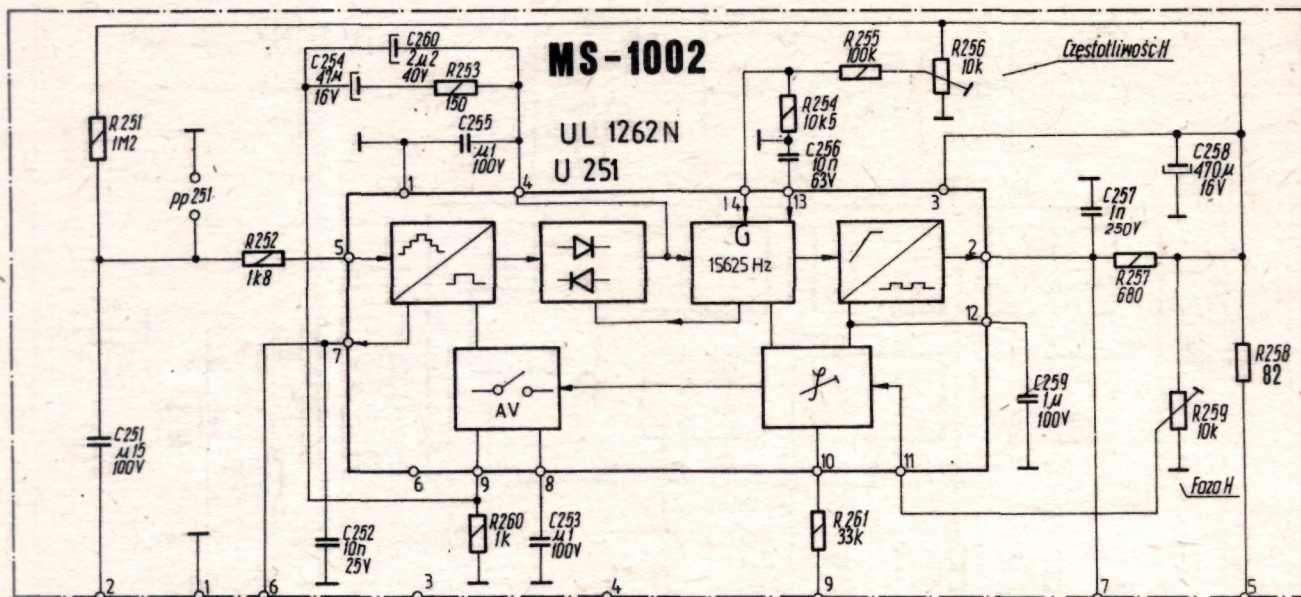 MS-1002
UL 1262N
U 251
C260
2µ2
40V
C254
47µ
16V
R253
150
C255
µ1
100V
R255
100k
R256
10k
Częstotliwość H
R254
10k5
C256
10n
63V
R251
1M2
pp 251
R252
1k8
C258
470µ
16V
C257
1n
250V
1
4
14
13
3
5
G
15625 Hz
2
R257
680
12
7
AV
C259
1µ
100V
R258
82
R259
10k
Faza H
C251
µ15
100V
6
9
8
10
11
C252
10n
25V
R260
1k
C253
µ1
100V
R261
33k
2
1
6
3
4
9
7
5